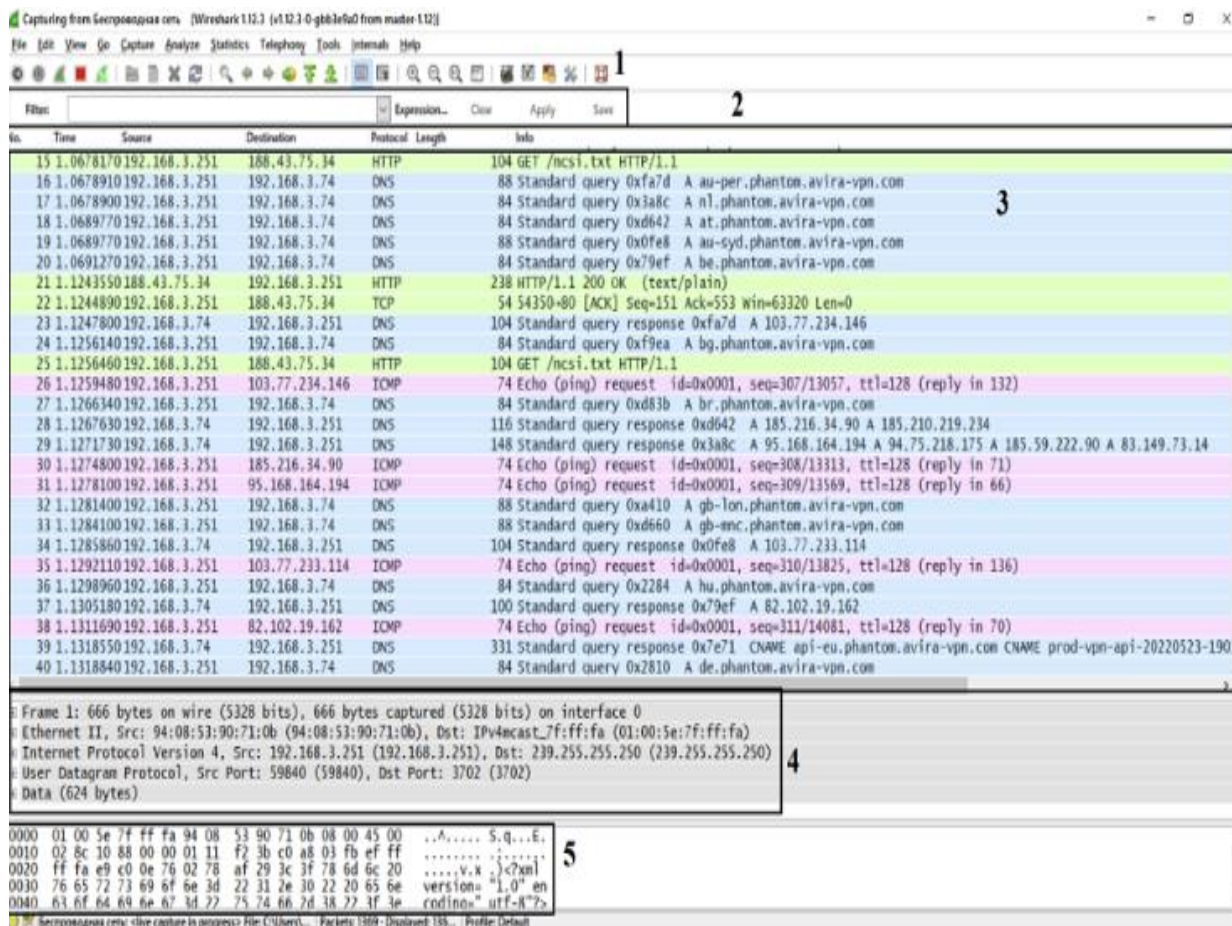 Capturing from Беспроводная сеть [Wireshark 1.12.3 (v1.12.3-0-gbb3e9a0 from master-1.12)]
File Edit View Go Capture Analyze Statistics Telephony Tools Internals Help
1
Filter: Expression... Clear Apply Save 2
No. Time Source Destination Protocol Length Info
15 1.0678170 192.168.3.251 188.43.75.34 HTTP 104 GET /ncsi.txt HTTP/1.1
16 1.0678910 192.168.3.251 192.168.3.74 DNS 88 Standard query 0xfa7d A au-per.phantom.avira-vpn.com
17 1.0678900 192.168.3.251 192.168.3.74 DNS 84 Standard query 0x3a8c A nl.phantom.avira-vpn.com 3
18 1.0689770 192.168.3.251 192.168.3.74 DNS 84 Standard query 0xd642 A at.phantom.avira-vpn.com
19 1.0689770 192.168.3.251 192.168.3.74 DNS 88 Standard query 0x0fe8 A au-syd.phantom.avira-vpn.com
20 1.0691270 192.168.3.251 192.168.3.74 DNS 84 Standard query 0x79ef A be.phantom.avira-vpn.com
21 1.1243550 188.43.75.34 192.168.3.251 HTTP 238 HTTP/1.1 200 OK (text/plain)
22 1.1244890 192.168.3.251 188.43.75.34 TCP 54 54350→80 [ACK] Seq=151 Ack=553 Win=63320 Len=0
23 1.1247800 192.168.3.74 192.168.3.251 DNS 104 Standard query response 0xfa7d A 103.77.234.146
24 1.1256140 192.168.3.251 192.168.3.74 DNS 84 Standard query 0xf9ea A bg.phantom.avira-vpn.com
25 1.1256460 192.168.3.251 188.43.75.34 HTTP 104 GET /ncsi.txt HTTP/1.1
26 1.1259480 192.168.3.251 103.77.234.146 ICMP 74 Echo (ping) request id=0x0001, seq=307/13057, ttl=128 (reply in 132)
27 1.1266340 192.168.3.251 192.168.3.74 DNS 84 Standard query 0xd83b A br.phantom.avira-vpn.com
28 1.1267630 192.168.3.74 192.168.3.251 DNS 116 Standard query response 0xd642 A 185.216.34.90 A 185.210.219.234
29 1.1271730 192.168.3.74 192.168.3.251 DNS 148 Standard query response 0x3a8c A 95.168.164.194 A 94.75.218.175 A 185.59.222.90 A 83.149.73.14
30 1.1274800 192.168.3.251 185.216.34.90 ICMP 74 Echo (ping) request id=0x0001, seq=308/13313, ttl=128 (reply in 71)
31 1.1278100 192.168.3.251 95.168.164.194 ICMP 74 Echo (ping) request id=0x0001, seq=309/13569, ttl=128 (reply in 66)
32 1.1281400 192.168.3.251 192.168.3.74 DNS 88 Standard query 0xa410 A gb-lon.phantom.avira-vpn.com
33 1.1284100 192.168.3.251 192.168.3.74 DNS 88 Standard query 0xd660 A gb-mnc.phantom.avira-vpn.com
34 1.1285860 192.168.3.74 192.168.3.251 DNS 104 Standard query response 0x0fe8 A 103.77.233.114
35 1.1292110 192.168.3.251 103.77.233.114 ICMP 74 Echo (ping) request id=0x0001, seq=310/13825, ttl=128 (reply in 136)
36 1.1298960 192.168.3.251 192.168.3.74 DNS 84 Standard query 0x2284 A hu.phantom.avira-vpn.com
37 1.1305180 192.168.3.74 192.168.3.251 DNS 100 Standard query response 0x79ef A 82.102.19.162
38 1.1311690 192.168.3.251 82.102.19.162 ICMP 74 Echo (ping) request id=0x0001, seq=311/14081, ttl=128 (reply in 70)
39 1.1318550 192.168.3.74 192.168.3.251 DNS 331 Standard query response 0x7e71 CNAME api-eu.phantom.avira-vpn.com CNAME prod-vpn-api-20220523-190
40 1.1318840 192.168.3.251 192.168.3.74 DNS 84 Standard query 0x2810 A de.phantom.avira-vpn.com
Frame 1: 666 bytes on wire (5328 bits), 666 bytes captured (5328 bits) on interface 0
Ethernet II, Src: 94:08:53:90:71:0b (94:08:53:90:71:0b), Dst: IPv4mcast_7f:ff:fa (01:00:5e:7f:ff:fa)
Internet Protocol Version 4, Src: 192.168.3.251 (192.168.3.251), Dst: 239.255.255.250 (239.255.255.250)
4
User Datagram Protocol, Src Port: 59840 (59840), Dst Port: 3702 (3702)
Data (624 bytes)
0000 01 00 5e 7f ff fa 94 08 53 90 71 0b 08 00 45 00 ..^..... S.q...E.
0010 02 8c 10 88 00 00 01 11 f2 3b c0 a8 03 fb ef ff ........ .;...... 5
0020 ff fa e9 c0 0e 76 02 78 af 29 3c 3f 78 6d 6c 20 .....v.x .)<?xml
0030 76 65 72 73 69 6f 6e 3d 22 31 2e 30 22 20 65 6e version= "1.0" en
0040 63 6f 64 69 6e 67 3d 22 75 74 66 2d 38 22 3f 3e coding=" utf-8"?>
Беспроводная сеть: <live capture in progress> File: C:\Users\... Packets: 1369 · Displayed: 136... Profile: Default